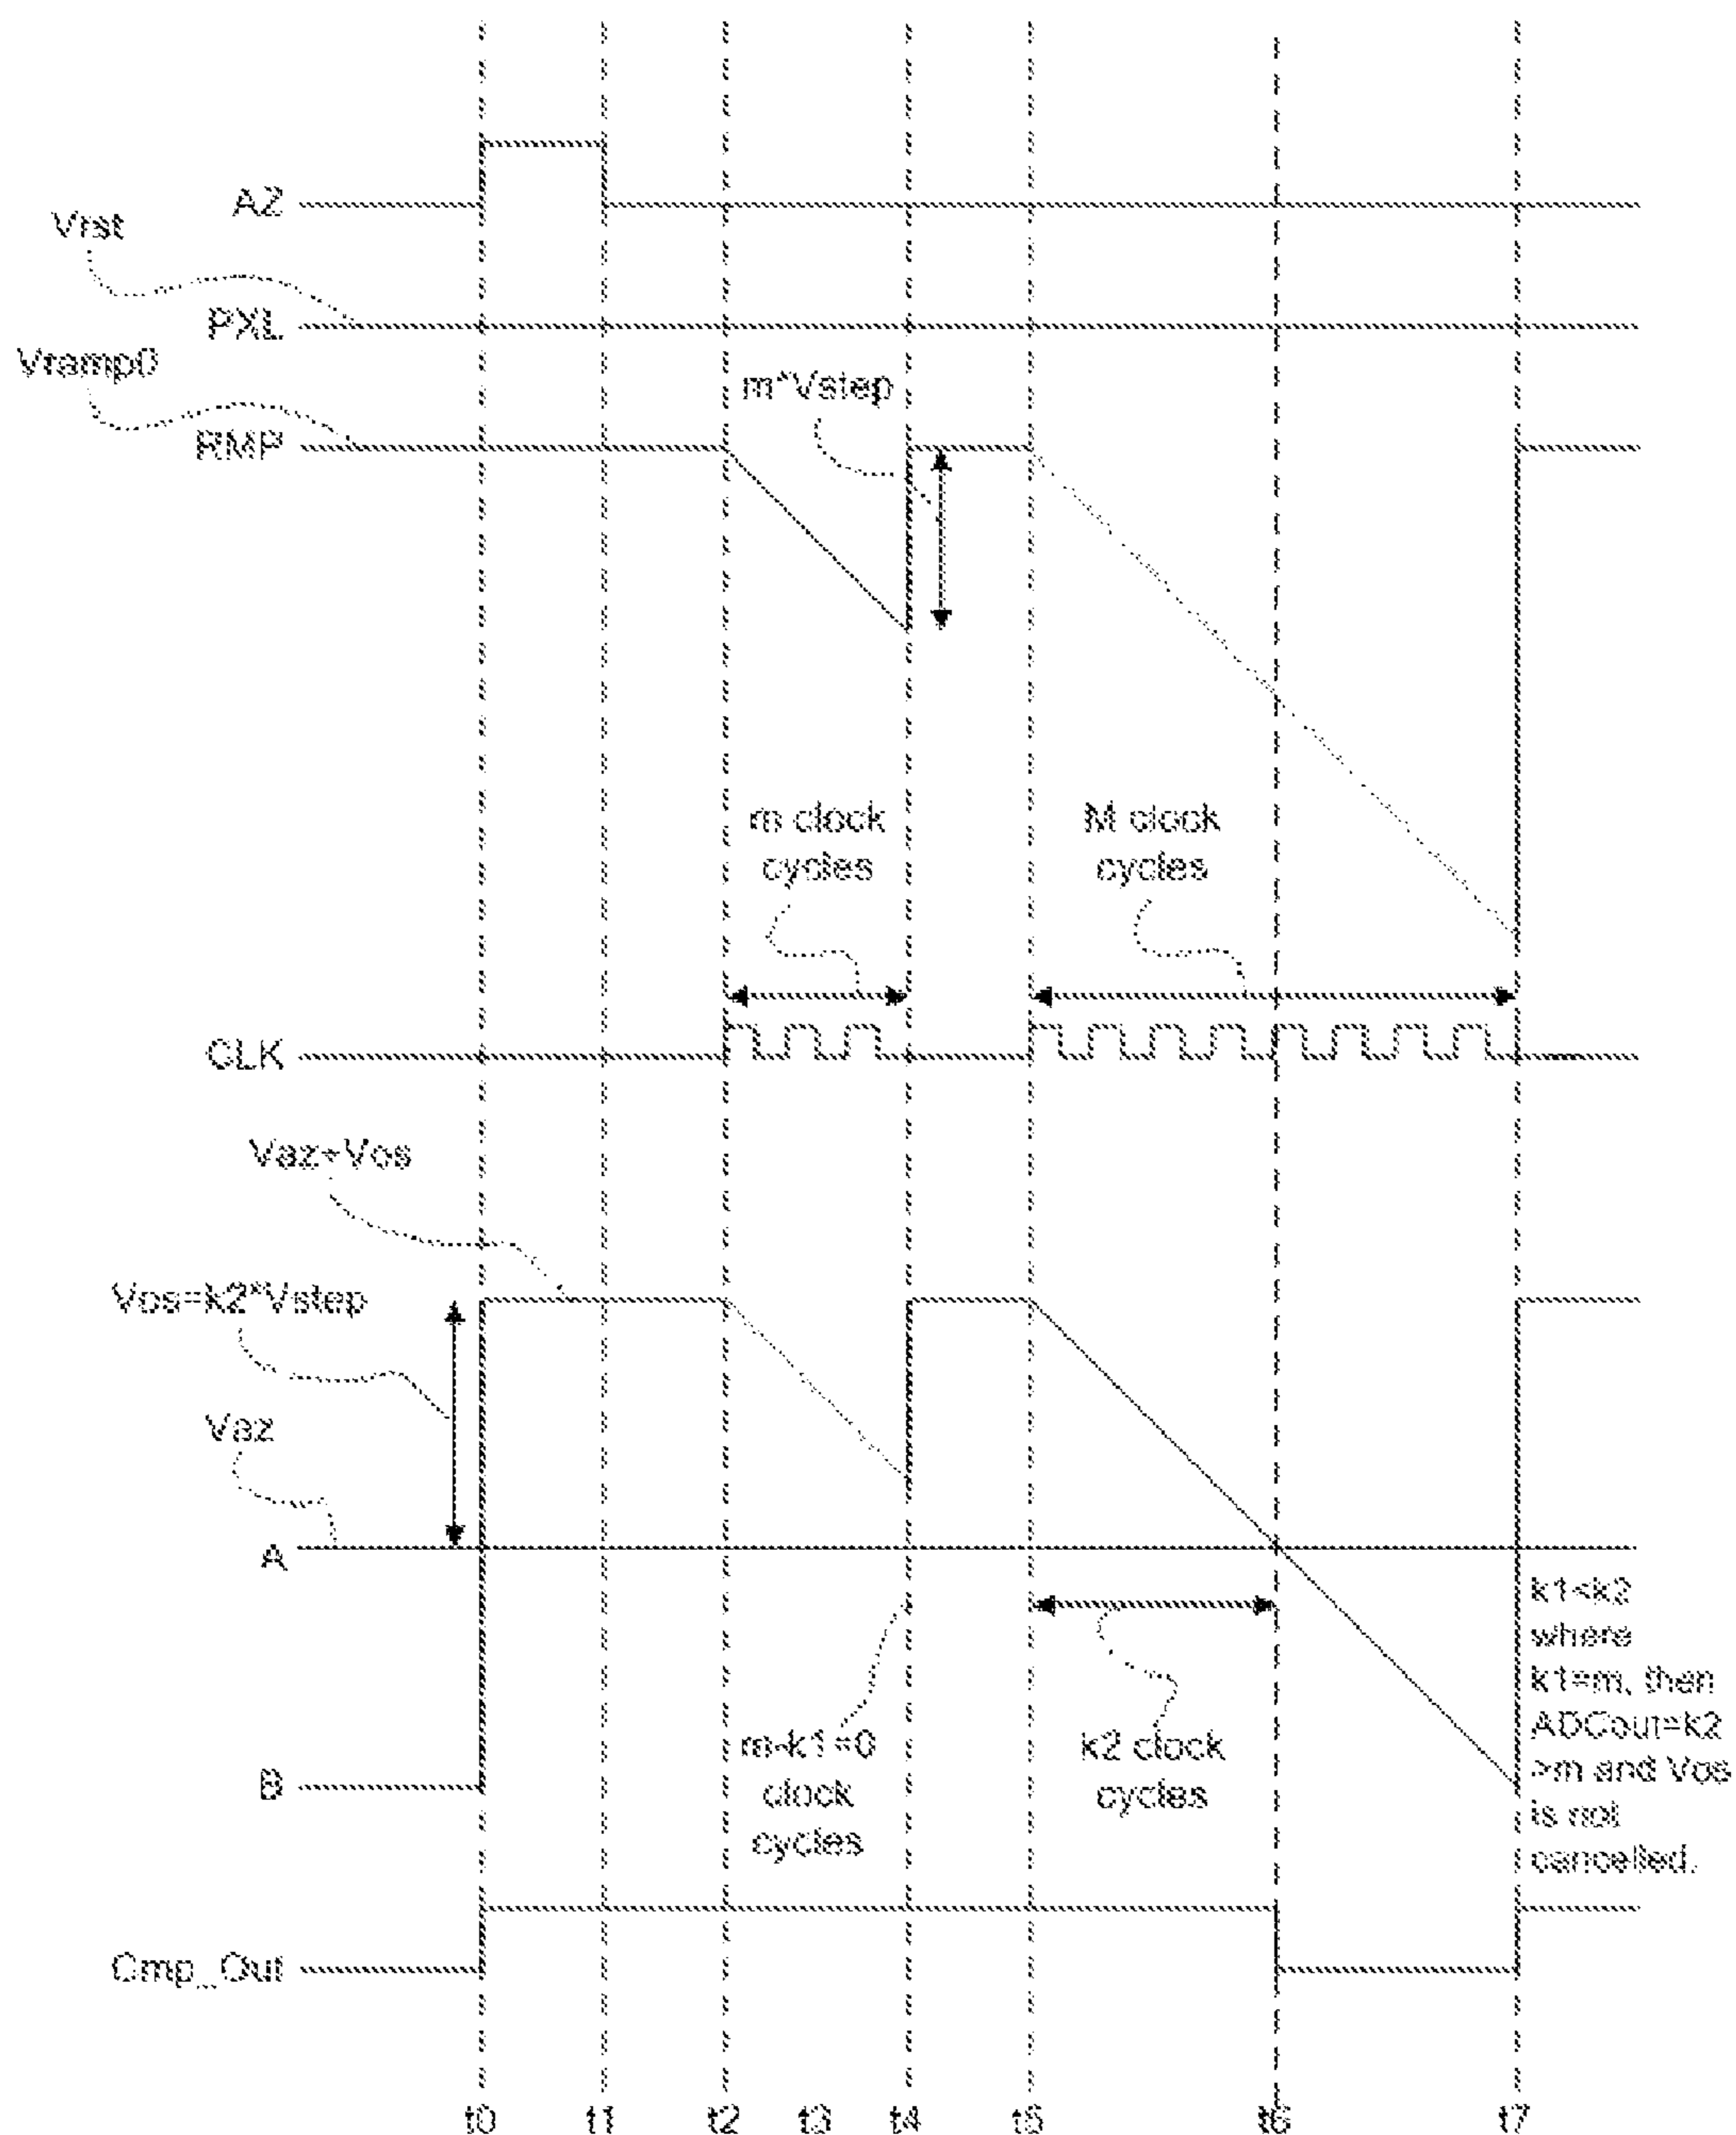 AZ
Vrst
PXL
Vramp0
RMP
m*Vstep
m clock
cycles
M clock
cycles
CLK
Vaz+Vos
Vos=k2*Vstep
Vaz
A
k1<k2
where
k1=m, then
ADCout=k2
>m and Vos
is not
cancelled.
m-k1=0
clock
cycles
k2 clock
cycles
B
Cmp_Out
t0 t1 t2 t3 t4 t5 t6 t7